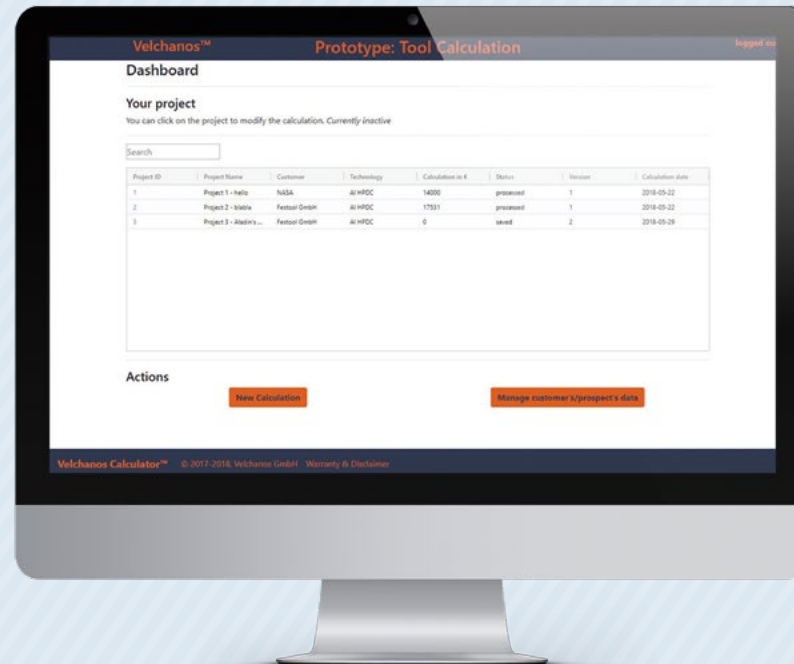 Velchanos™ Prototype: Tool Calculation logged
Dashboard
Your project
You can click on the project to modify the calculation. Currently inactive
Search
Project ID Project Name Customer Technology Calculation in € Status Version Calculation date
1 Project 1 - hello NASA Al HPDC 14000 processed 1 2018-05-22
2 Project 2 - blabla Festool GmbH Al HPDC 17531 processed 1 2018-05-22
3 Project 3 - Aladin's ... Festool GmbH Al HPDC 0 saved 2 2018-05-29
Actions
New Calculation Manage customer's/prospect's data
Velchanos Calculator™ © 2017-2018, Velchanos GmbH Warranty & Disclaimer